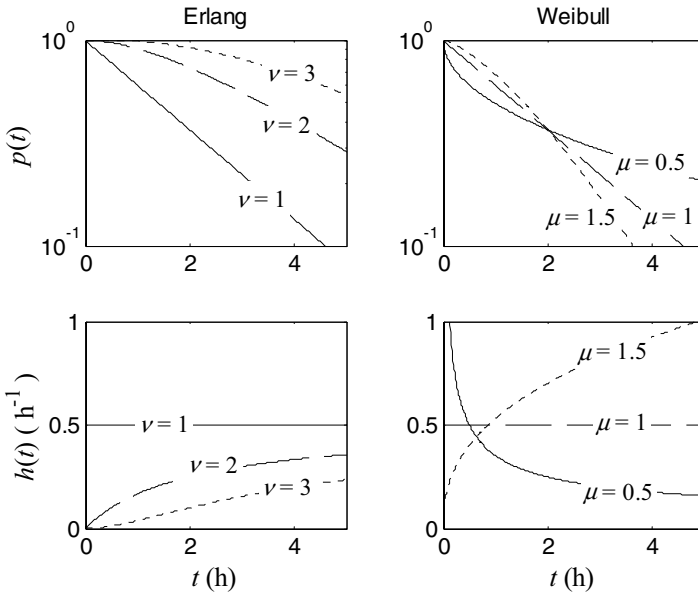 Erlang
Weibull
10^0
ν = 3
ν = 2
ν = 1
10^-1
0
2
4
p(t)
10^0
μ = 0.5
μ = 1
μ = 1.5
10^-1
0
2
4
1
0.5
0
ν = 1
ν = 2
ν = 3
0
2
4
h(t) ( h^-1)
t (h)
1
0.5
0
μ = 1.5
μ = 1
μ = 0.5
0
2
4
t (h)